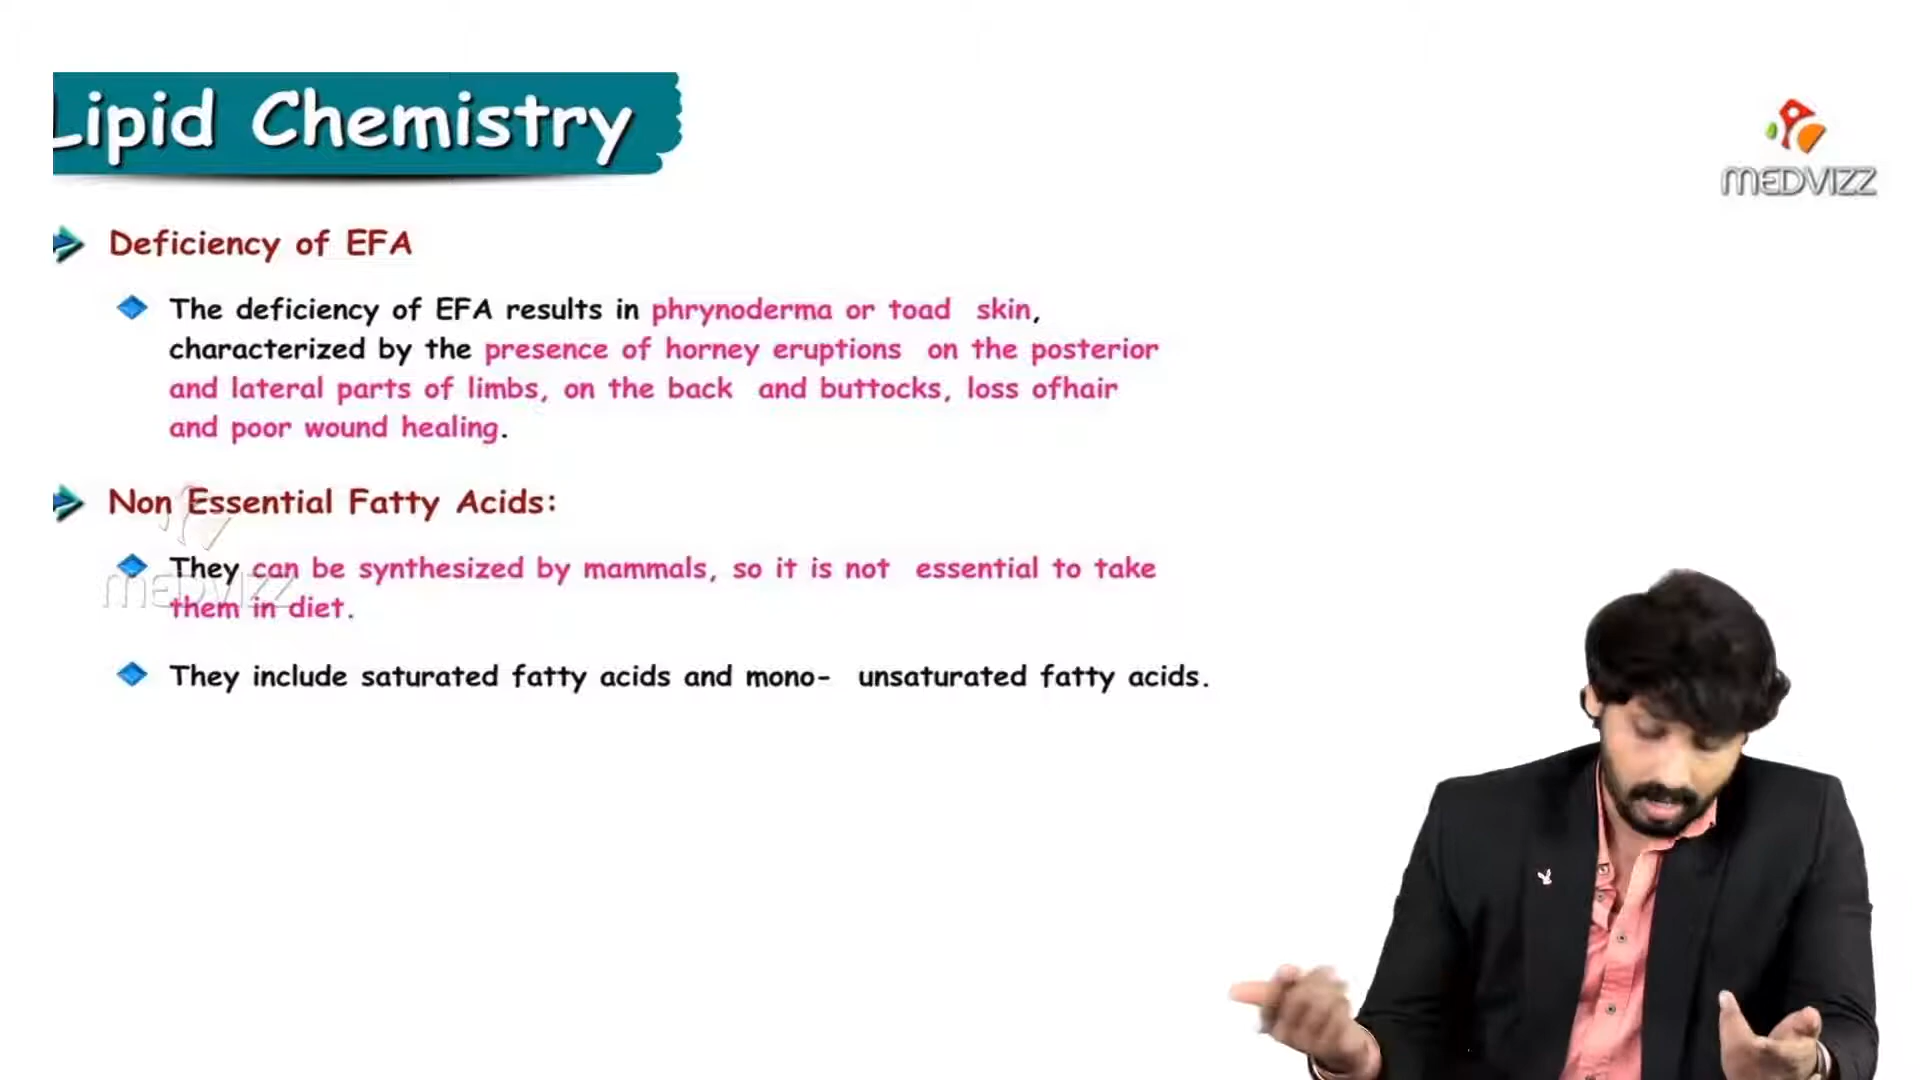 Lipid Chemistry
MEDVIZZ
Deficiency of EFA
The deficiency of EFA results in phrynoderma or toad skin,
characterized by the presence of horney eruptions on the posterior
and lateral parts of limbs, on the back and buttocks, loss ofhair
and poor wound healing.
Non Essential Fatty Acids:
They can be synthesized by mammals, so it is not essential to take
them in diet.
MEDVIZZ
They include saturated fatty acids and mono- unsaturated fatty acids.